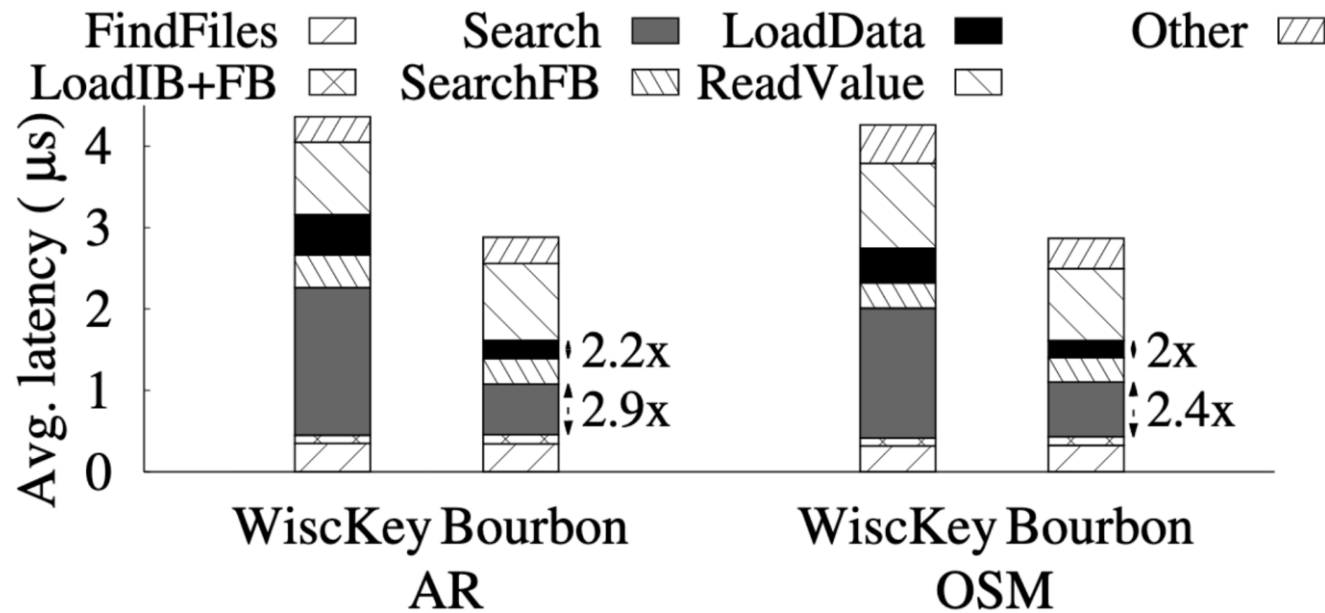 FindFiles Search LoadData Other
LoadIB+FB SearchFB ReadValue
Avg. latency ( μs)
4
3
2
1
0
2.2x
2.9x
2x
2.4x
WiscKey Bourbon WiscKey Bourbon
AR OSM